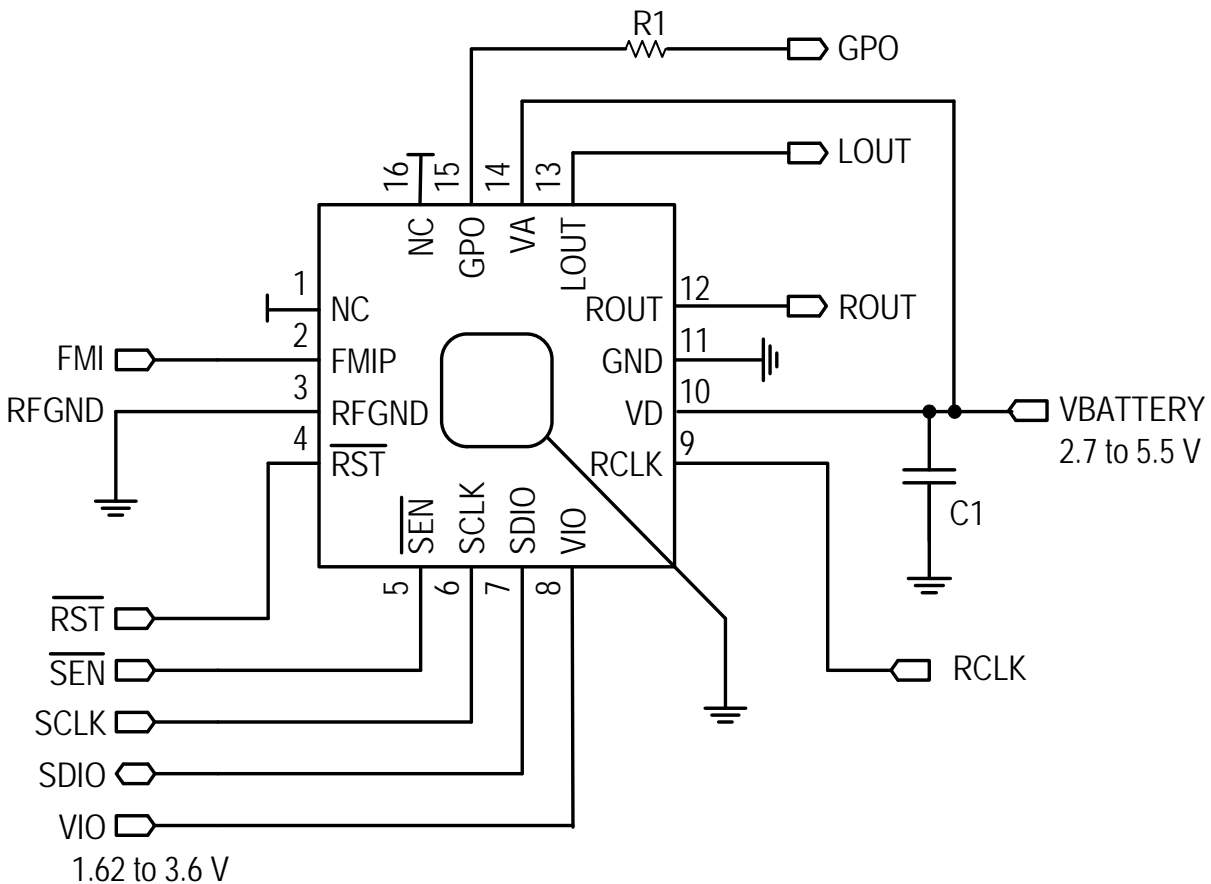 R1
GPO
LOUT
16
15
14
13
NC
GPO
VA
LOUT
1
NC
12
ROUT
ROUT
2
FMI
FMIP
11
GND
3
RFGND
RFGND
10
VD
VBATTERY
2.7 to 5.5 V
4
RST
9
RCLK
C1
SEN
SCLK
SDIO
VIO
5
6
7
8
RST
SEN
RCLK
SCLK
SDIO
VIO
1.62 to 3.6 V